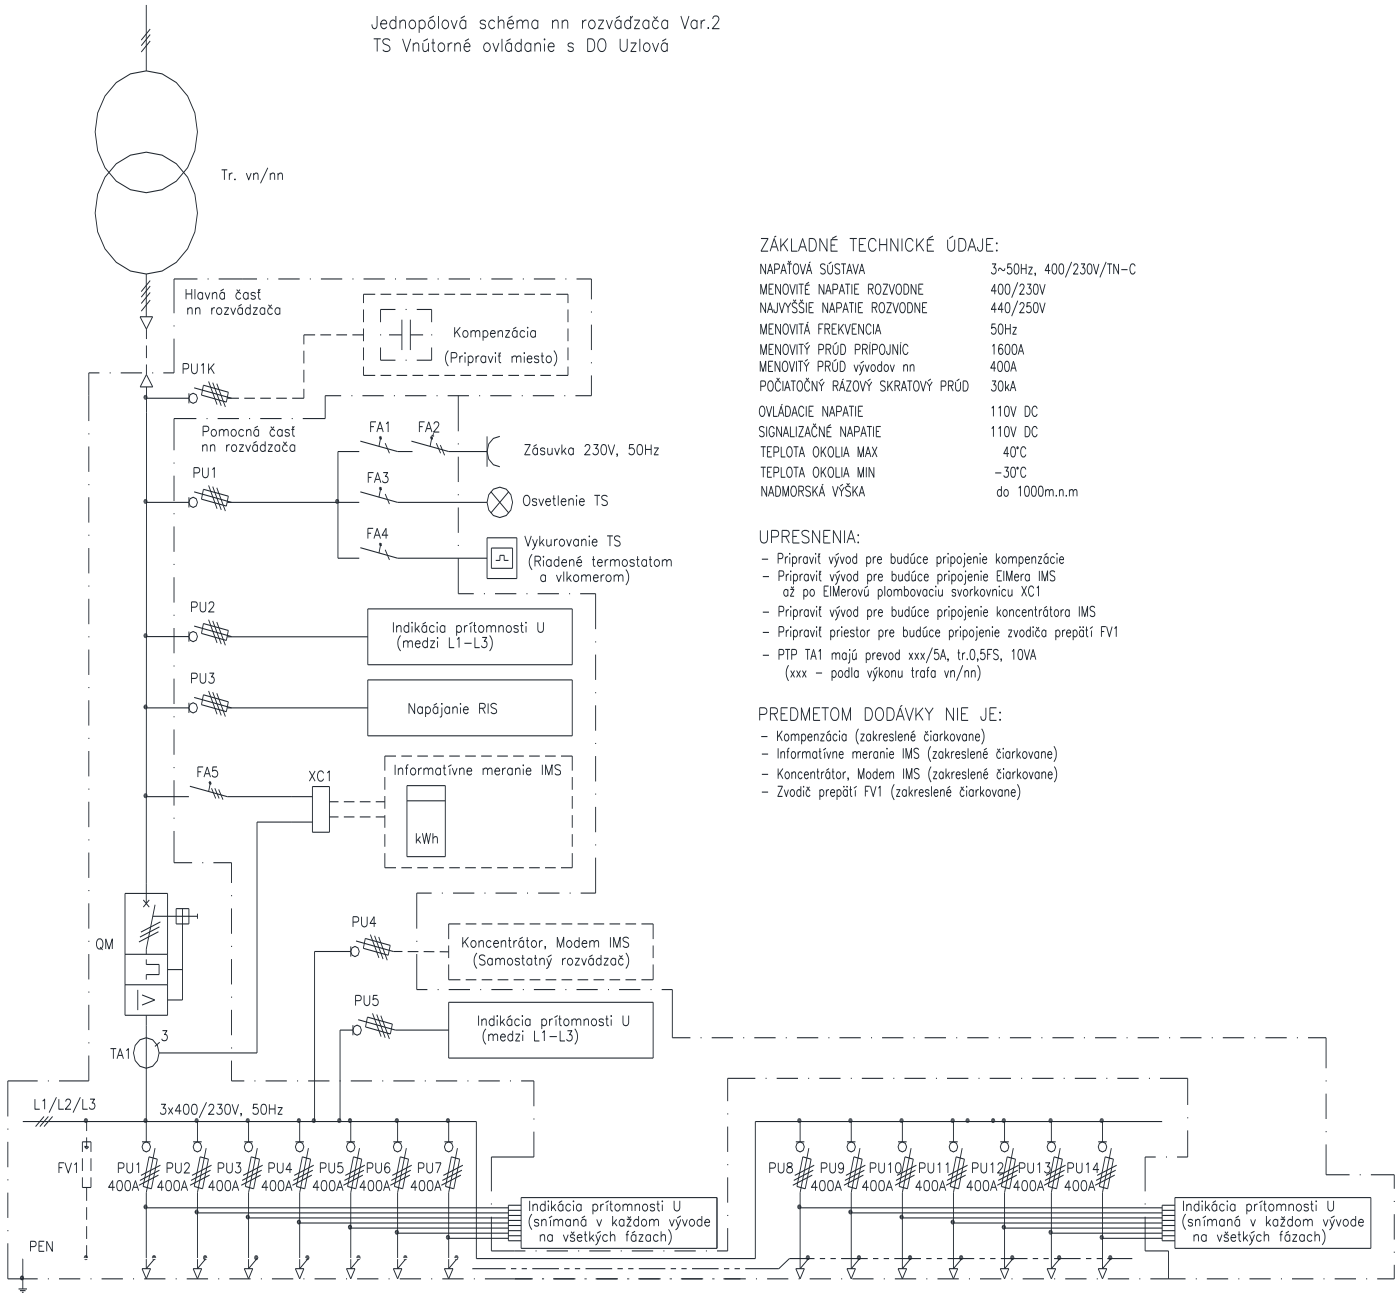 Jednopólová schéma nn rozvádzača Var.2
TS Vnútorné ovládanie s DO Uzlová
Tr. vn/nn
Hlavná časť
nn rozvádzača
PU1K
Kompenzácia
(Pripraviť miesto)
Pomocná časť
nn rozvádzača
PU1
FA1
FA2
Zásuvka 230V, 50Hz
FA3
Osvetlenie TS
FA4
Vykurovanie TS
(Riadené termostatom
a vlkomerom)
PU2
Indikácia prítomnosti U
(medzi L1-L3)
PU3
Napájanie RIS
FA5
XC1
Informatívne meranie IMS
kWh
QM
PU4
Koncentrátor, Modem IMS
(Samostatný rozvádzač)
PU5
Indikácia prítomnosti U
(medzi L1-L3)
3
TA1
ZÁKLADNÉ TECHNICKÉ ÚDAJE:
NAPAŤOVÁ SÚSTAVA 3~50Hz, 400/230V/TN-C
MENOVITÉ NAPATIE ROZVODNE 400/230V
NAJVYŠŠIE NAPATIE ROZVODNE 440/250V
MENOVITÁ FREKVENCIA 50Hz
MENOVITÝ PRÚD PRÍPOJNÍC 1600A
MENOVITÝ PRÚD vývodov nn 400A
POČIATOČNÝ RÁZOVÝ SKRATOVÝ PRÚD 30kA
OVLÁDACIE NAPATIE 110V DC
SIGNALIZAČNÉ NAPATIE 110V DC
TEPLOTA OKOLIA MAX 40°C
TEPLOTA OKOLIA MIN -30°C
NADMORSKÁ VÝŠKA do 1000m.n.m
UPRESNENIA:
- Pripraviť vývod pre budúce pripojenie kompenzácie
- Pripraviť vývod pre budúce pripojenie ElMera IMS
až po ElMerovú plombovaciu svorkovnicu XC1
- Pripraviť vývod pre budúce pripojenie koncentrátora IMS
- Pripraviť priestor pre budúce pripojenie zvodiča prepätí FV1
- PTP TA1 majú prevod xxx/5A, tr.0,5FS, 10VA
(xxx - podla výkonu trafa vn/nn)
PREDMETOM DODÁVKY NIE JE:
- Kompenzácia (zakreslené čiarkovane)
- Informatívne meranie IMS (zakreslené čiarkovane)
- Koncentrátor, Modem IMS (zakreslené čiarkovane)
- Zvodič prepätí FV1 (zakreslené čiarkovane)
L1/L2/L3
3x400/230V, 50Hz
FV1 PU1 PU2 PU3 PU4 PU5 PU6 PU7
400A 400A 400A 400A 400A 400A 400A
PU8 PU9 PU10 PU11 PU12 PU13 PU14
400A 400A 400A 400A 400A 400A 400A
Indikácia prítomnosti U
(snímaná v každom vývode
na všetkých fázach)
Indikácia prítomnosti U
(snímaná v každom vývode
na všetkých fázach)
PEN